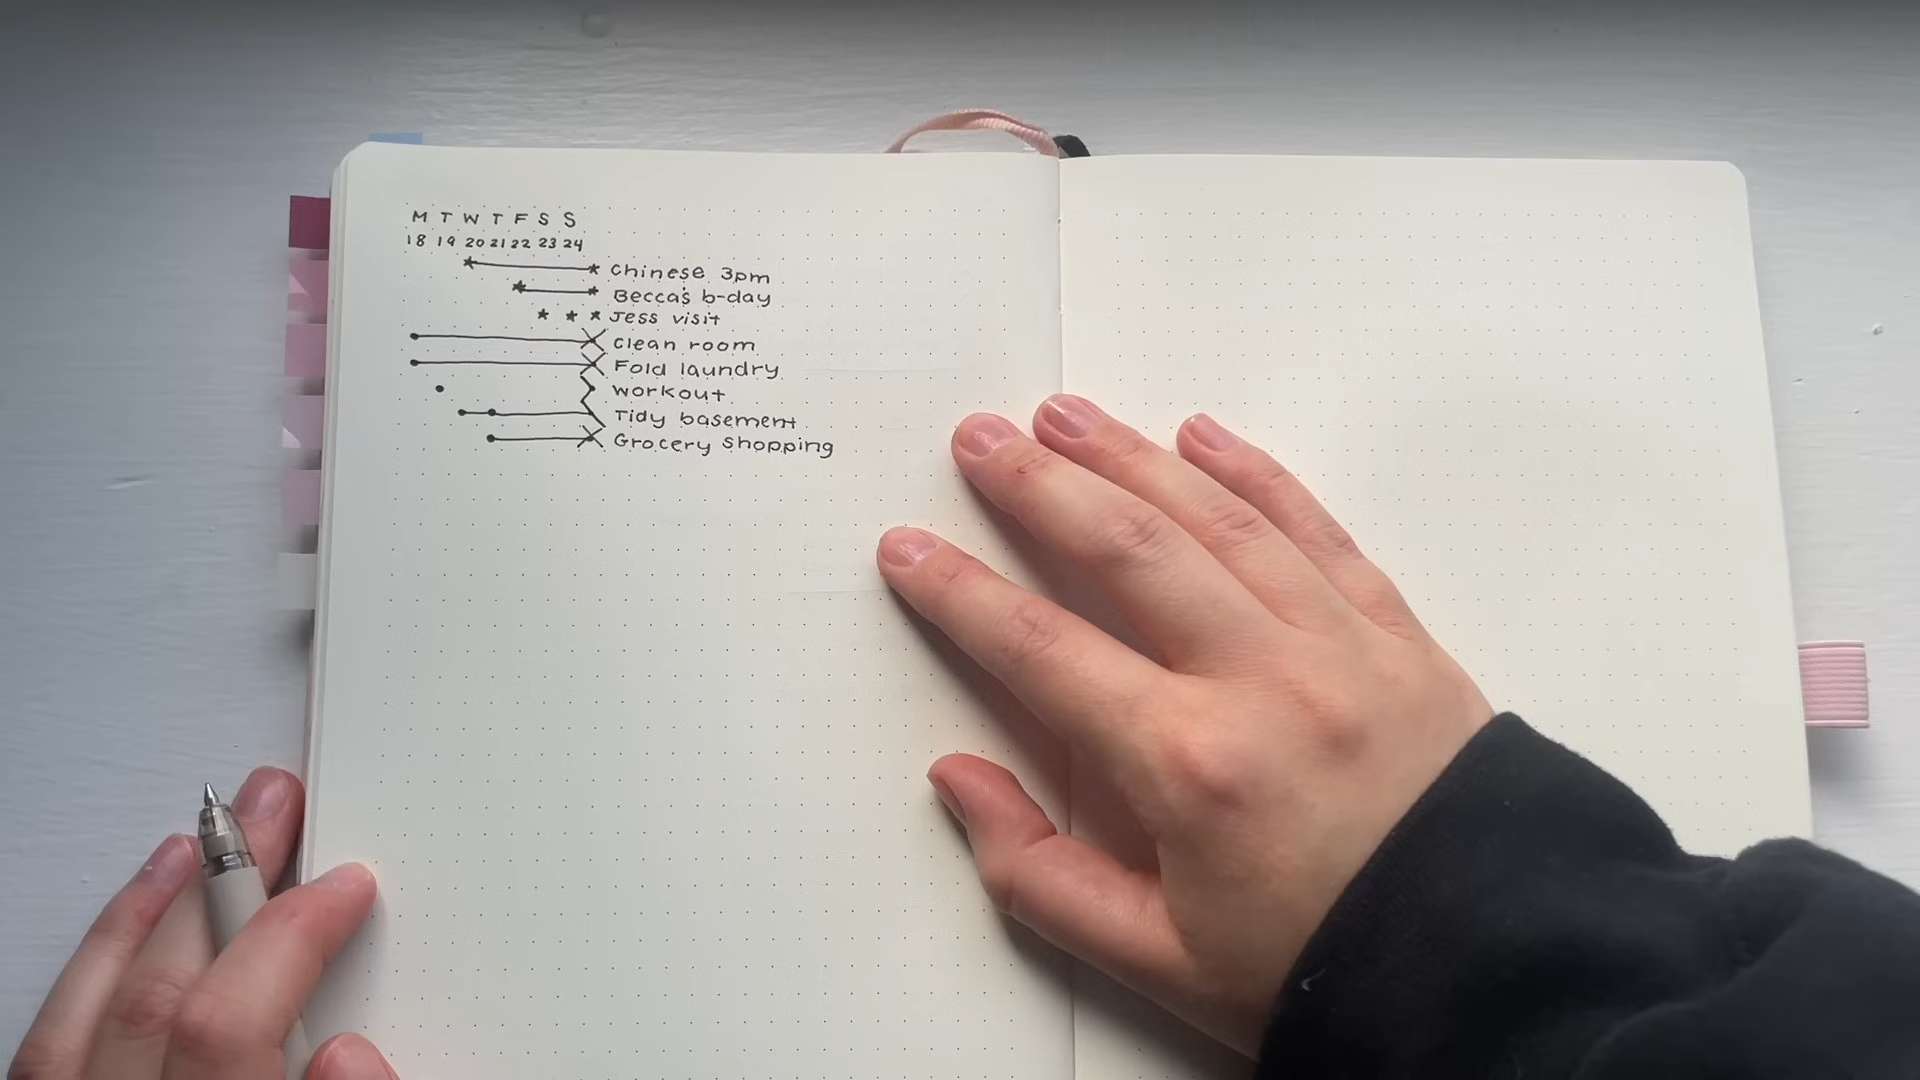 M T W T F S S
18 19 20 21 22 23 24
Chinese 3pm
Becca's b-day
Jess visit
Clean room
Fold laundry
Workout
Tidy basement
Grocery Shopping